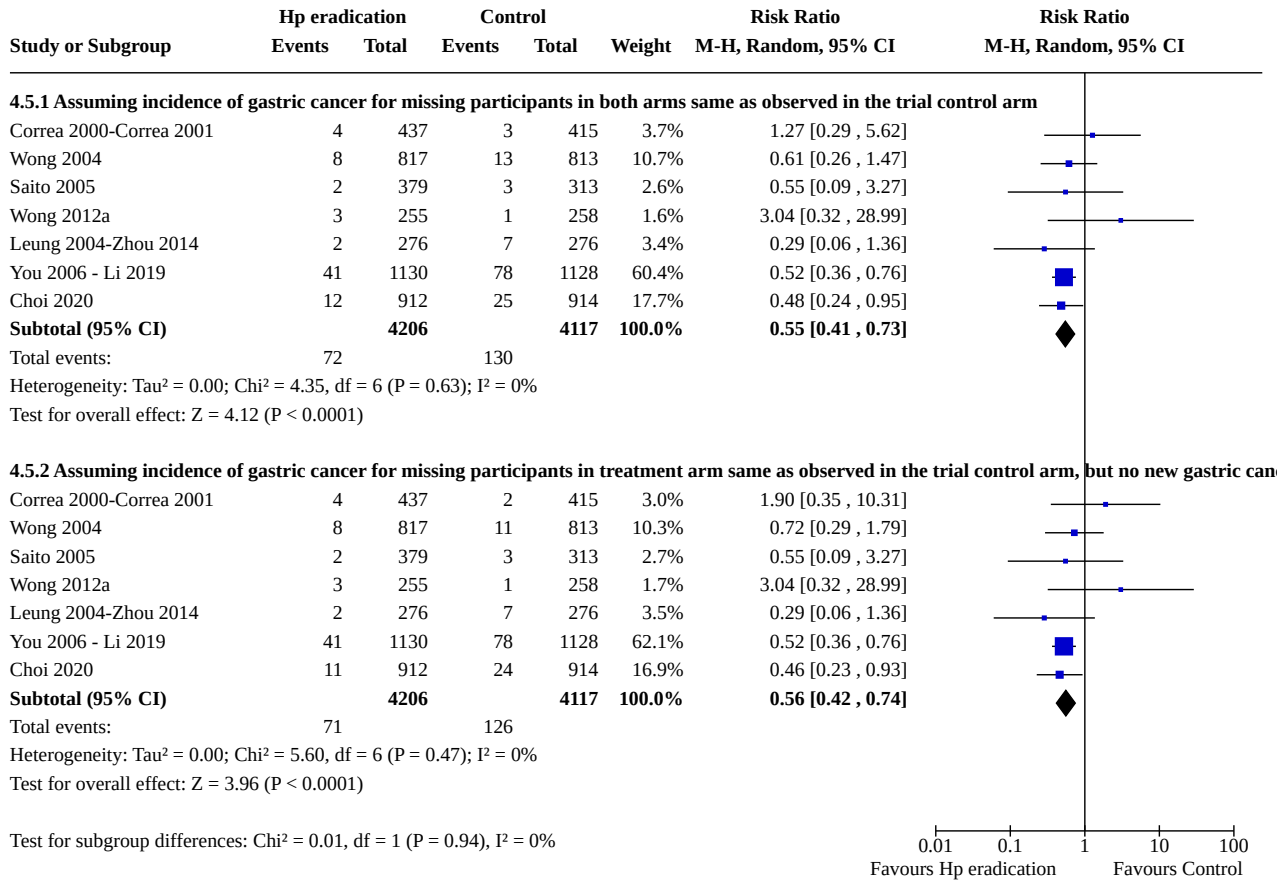 Hp eradication Control Risk Ratio Risk Ratio
Study or Subgroup Events Total Events Total Weight M-H, Random, 95% CI M-H, Random, 95% CI
4.5.1 Assuming incidence of gastric cancer for missing participants in both arms same as observed in the trial control arm
Correa 2000-Correa 2001 4 437 3 415 3.7% 1.27 [0.29 , 5.62]
Wong 2004 8 817 13 813 10.7% 0.61 [0.26 , 1.47]
Saito 2005 2 379 3 313 2.6% 0.55 [0.09 , 3.27]
Wong 2012a 3 255 1 258 1.6% 3.04 [0.32 , 28.99]
Leung 2004-Zhou 2014 2 276 7 276 3.4% 0.29 [0.06 , 1.36]
You 2006 - Li 2019 41 1130 78 1128 60.4% 0.52 [0.36 , 0.76]
Choi 2020 12 912 25 914 17.7% 0.48 [0.24 , 0.95]
Subtotal (95% CI) 4206 4117 100.0% 0.55 [0.41 , 0.73]
Total events: 72 130
Heterogeneity: Tau² = 0.00; Chi² = 4.35, df = 6 (P = 0.63); I² = 0%
Test for overall effect: Z = 4.12 (P < 0.0001)
4.5.2 Assuming incidence of gastric cancer for missing participants in treatment arm same as observed in the trial control arm, but no new gastric
Correa 2000-Correa 2001 4 437 2 415 3.0% 1.90 [0.35 , 10.31]
Wong 2004 8 817 11 813 10.3% 0.72 [0.29 , 1.79]
Saito 2005 2 379 3 313 2.7% 0.55 [0.09 , 3.27]
Wong 2012a 3 255 1 258 1.7% 3.04 [0.32 , 28.99]
Leung 2004-Zhou 2014 2 276 7 276 3.5% 0.29 [0.06 , 1.36]
You 2006 - Li 2019 41 1130 78 1128 62.1% 0.52 [0.36 , 0.76]
Choi 2020 11 912 24 914 16.9% 0.46 [0.23 , 0.93]
Subtotal (95% CI) 4206 4117 100.0% 0.56 [0.42 , 0.74]
Total events: 71 126
Heterogeneity: Tau² = 0.00; Chi² = 5.60, df = 6 (P = 0.47); I² = 0%
Test for overall effect: Z = 3.96 (P < 0.0001)
Test for subgroup differences: Chi² = 0.01, df = 1 (P = 0.94), I² = 0%
0.01 0.1 1 10 100
Favours Hp eradication Favours Control